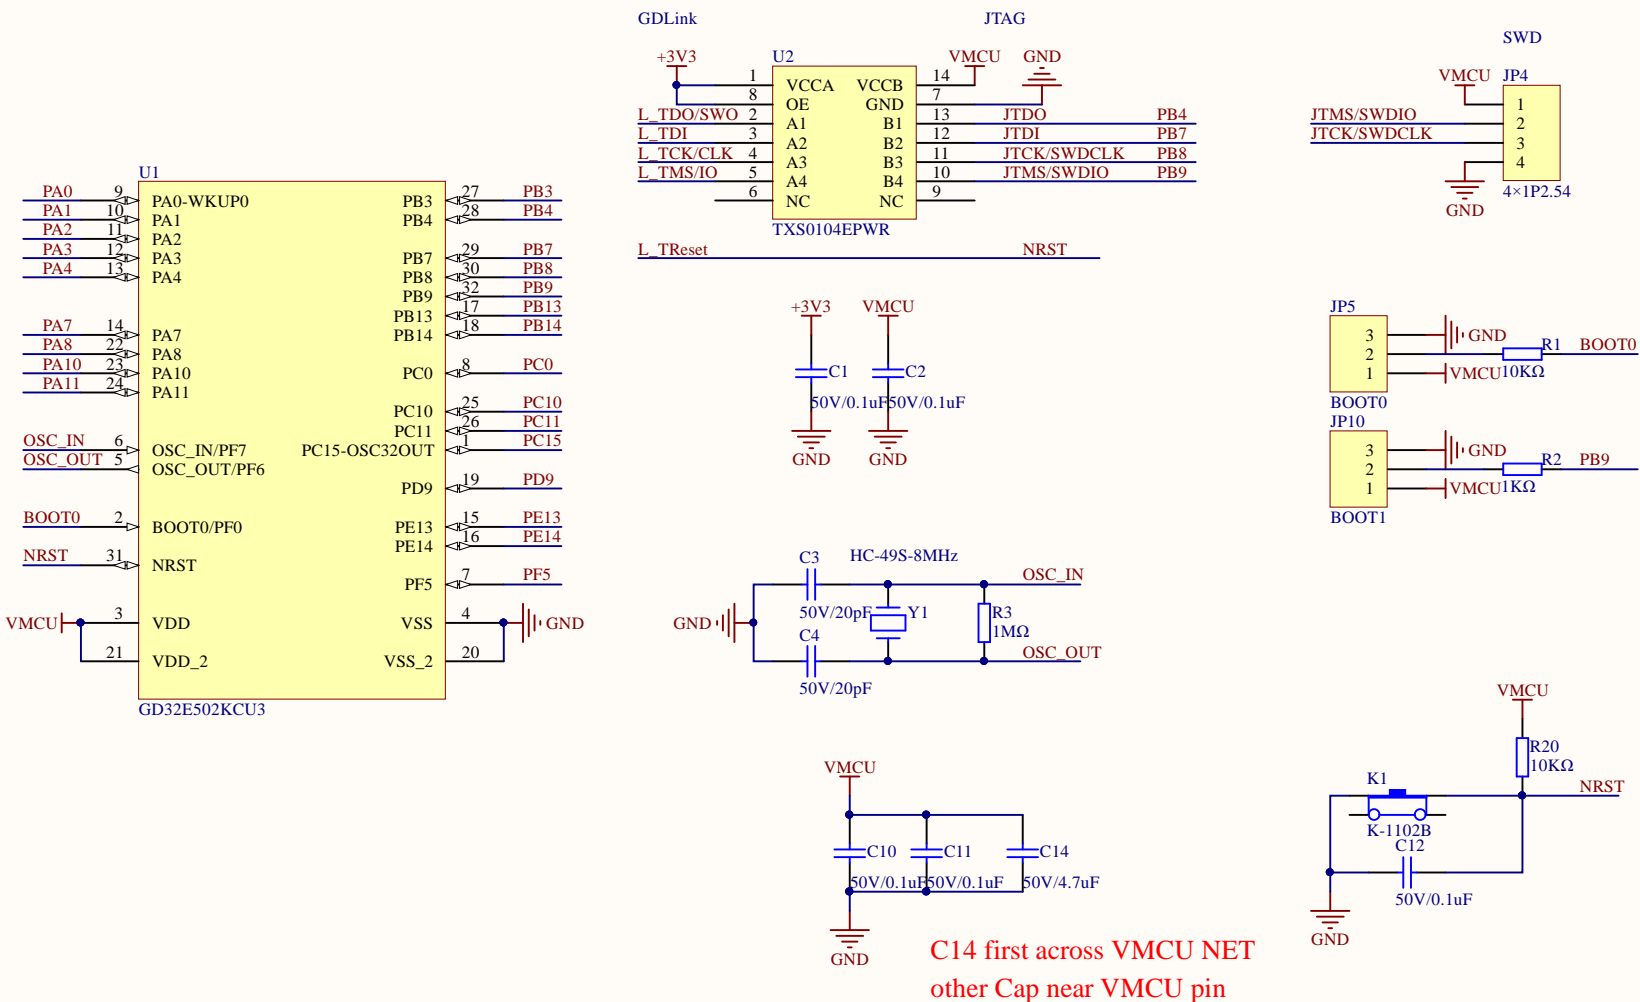 GDLink
JTAG
SWD
+3V3
U2
VMCU
GND
1 VCCA VCCB 14
8 OE GND 7
L_TDO/SWO 2 A1 B1 13 JTDO PB4
L_TDI 3 A2 B2 12 JTDI PB7
L_TCK/CLK 4 A3 B3 11 JTCK/SWDCLK PB8
L_TMS/IO 5 A4 B4 10 JTMS/SWDIO PB9
6 NC NC 9
TXS0104EPWR
L_TReset NRST
VMCU JP4
1
JTMS/SWDIO 2
JTCK/SWDCLK 3
4
GND
4×1P2.54
U1
PA0 9 PA0-WKUP0 PB3 27 PB3
PA1 10 PA1 PB4 28 PB4
PA2 11 PA2
PA3 12 PA3 PB7 29 PB7
PA4 13 PA4 PB8 30 PB8
PB9 32 PB9
PB13 17 PB13
PA7 14 PA7 PB14 18 PB14
PA8 22 PA8
PA10 23 PA10 PC0 8 PC0
PA11 24 PA11
PC10 25 PC10
PC11 26 PC11
OSC_IN 6 OSC_IN/PF7 PC15-OSC32OUT 1 PC15
OSC_OUT 5 OSC_OUT/PF6
PD9 19 PD9
BOOT0 2 BOOT0/PF0 PE13 15 PE13
PE14 16 PE14
NRST 31 NRST
PF5 7 PF5
VMCU 3 VDD VSS 4 GND
21 VDD_2 VSS_2 20
GD32E502KCU3
+3V3
VMCU
C1
C2
50V/0.1uF
50V/0.1uF
GND
GND
JP5
3 GND
2 R1 BOOT0
1 VMCU 10KΩ
BOOT0
JP10
3 GND
2 R2 PB9
1 VMCU 1KΩ
BOOT1
C3
HC-49S-8MHz
OSC_IN
50V/20pF
Y1
R3
GND
1MΩ
C4
OSC_OUT
50V/20pF
VMCU
C10
C11
C14
50V/0.1uF
50V/0.1uF
50V/4.7uF
GND
VMCU
R20
10KΩ
K1
NRST
K-1102B
C12
50V/0.1uF
GND
C14 first across VMCU NET
other Cap near VMCU pin